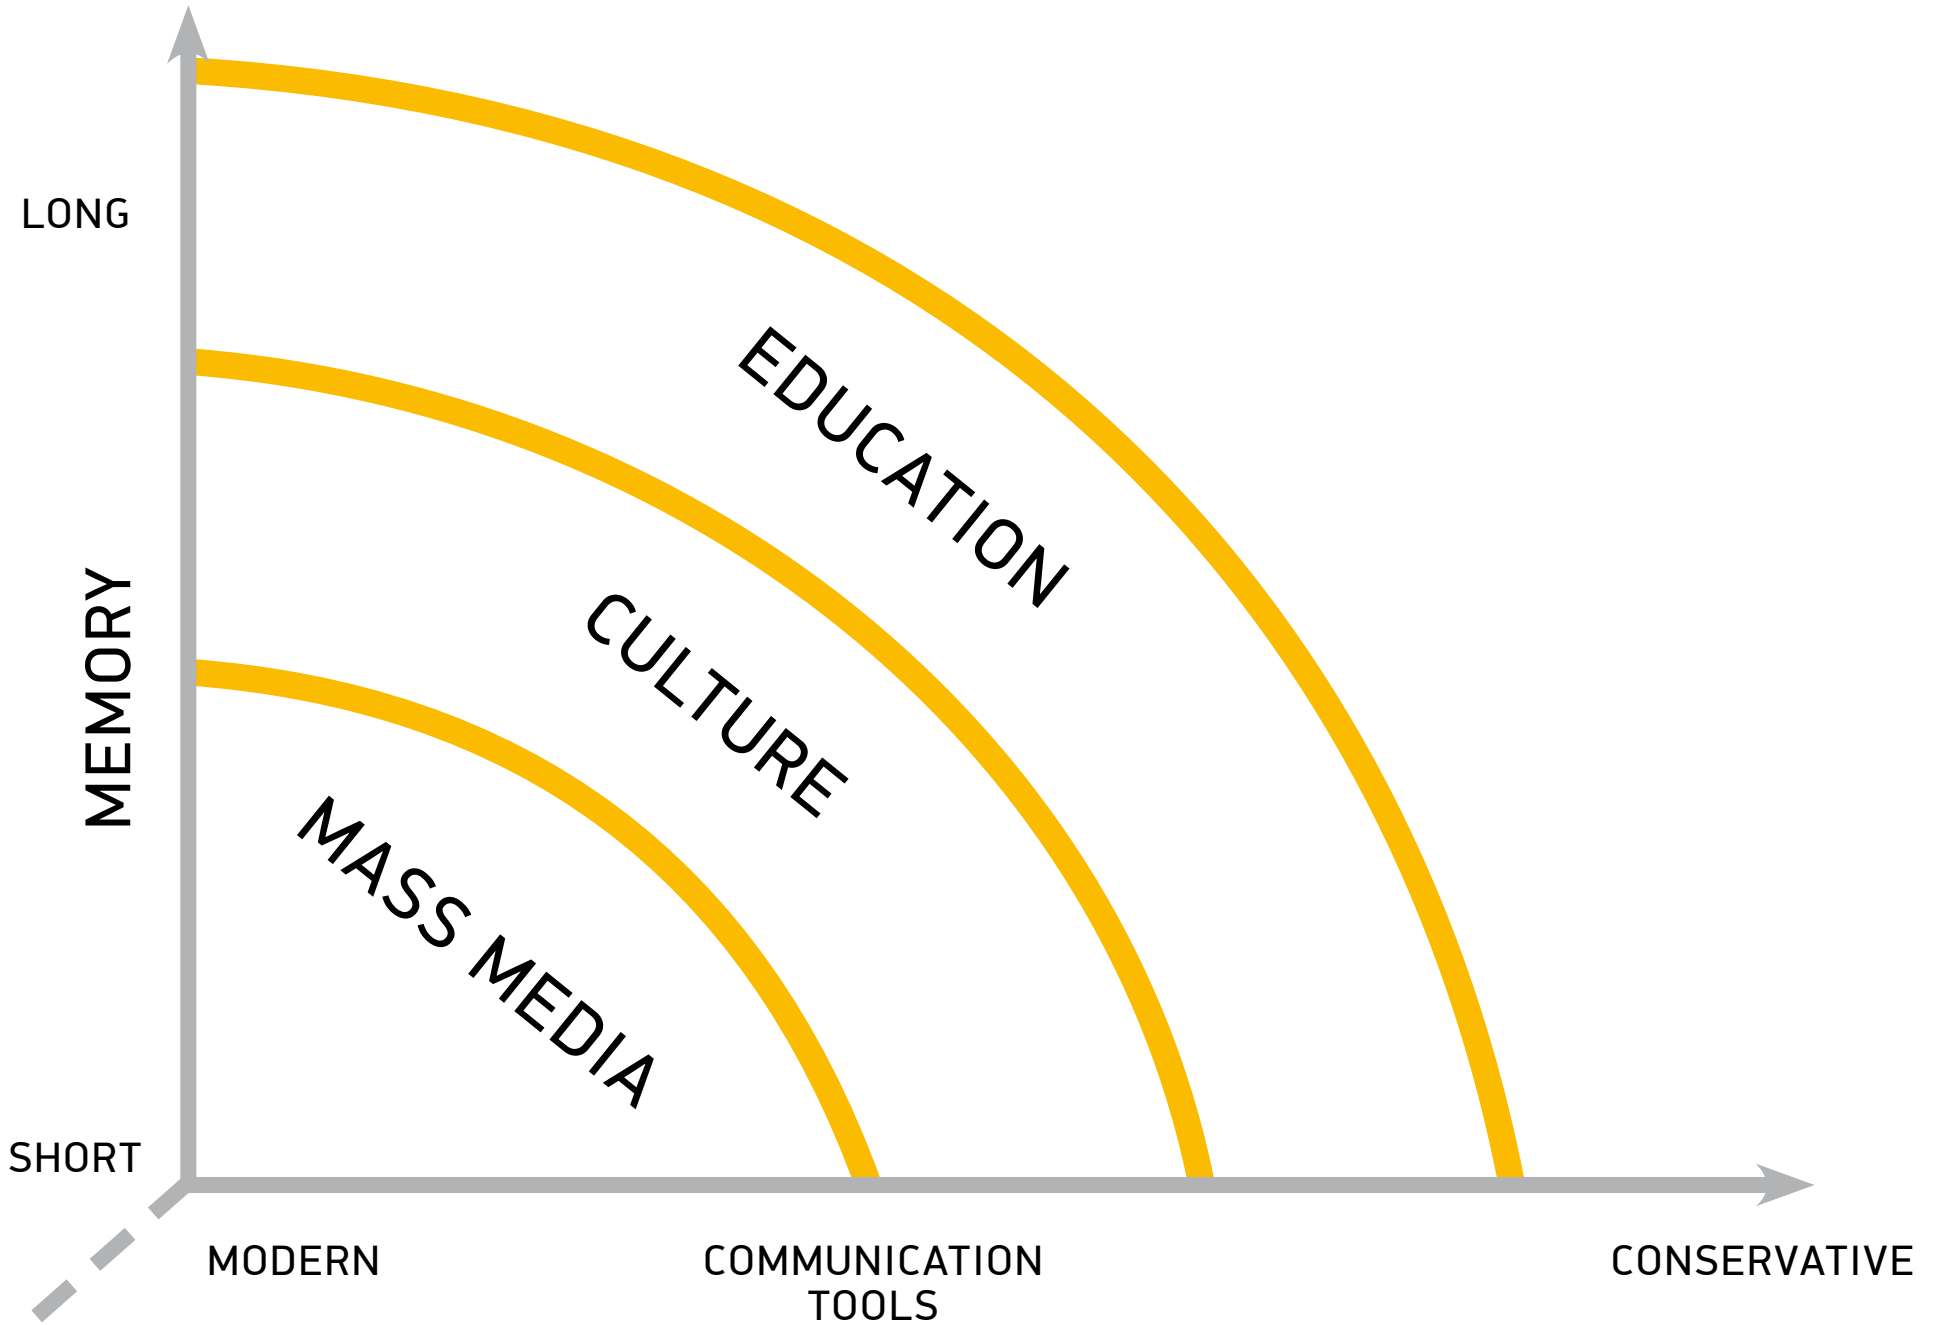 LONG
EDUCATION
CULTURE
MEMORY
MASS MEDIA
SHORT
MODERN
COMMUNICATION
TOOLS
CONSERVATIVE